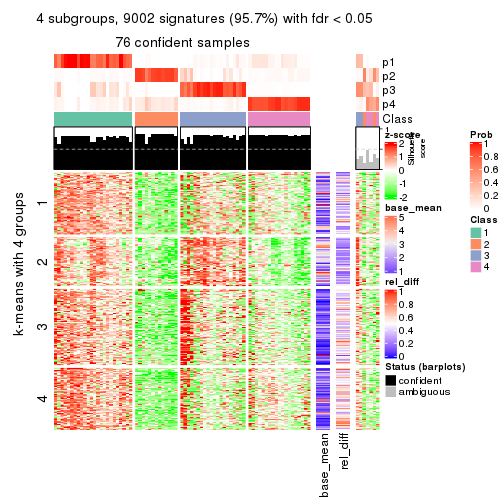 4 subgroups, 9002 signatures (95.7%) with fdr < 0.05
76 confident samples
p1
p2
p3
p4
Class
1
Silhouette
score
z-score
2
1
0
-1
-2
base_mean
5
4
3
2
1
rel_diff
1
0.8
0.6
0.4
0.2
0
Prob
1
0.8
0.6
0.4
0.2
0
Class
1
2
3
4
Status (barplots)
confident
ambiguous
k-means with 4 groups
1
2
3
4
base_mean
rel_diff